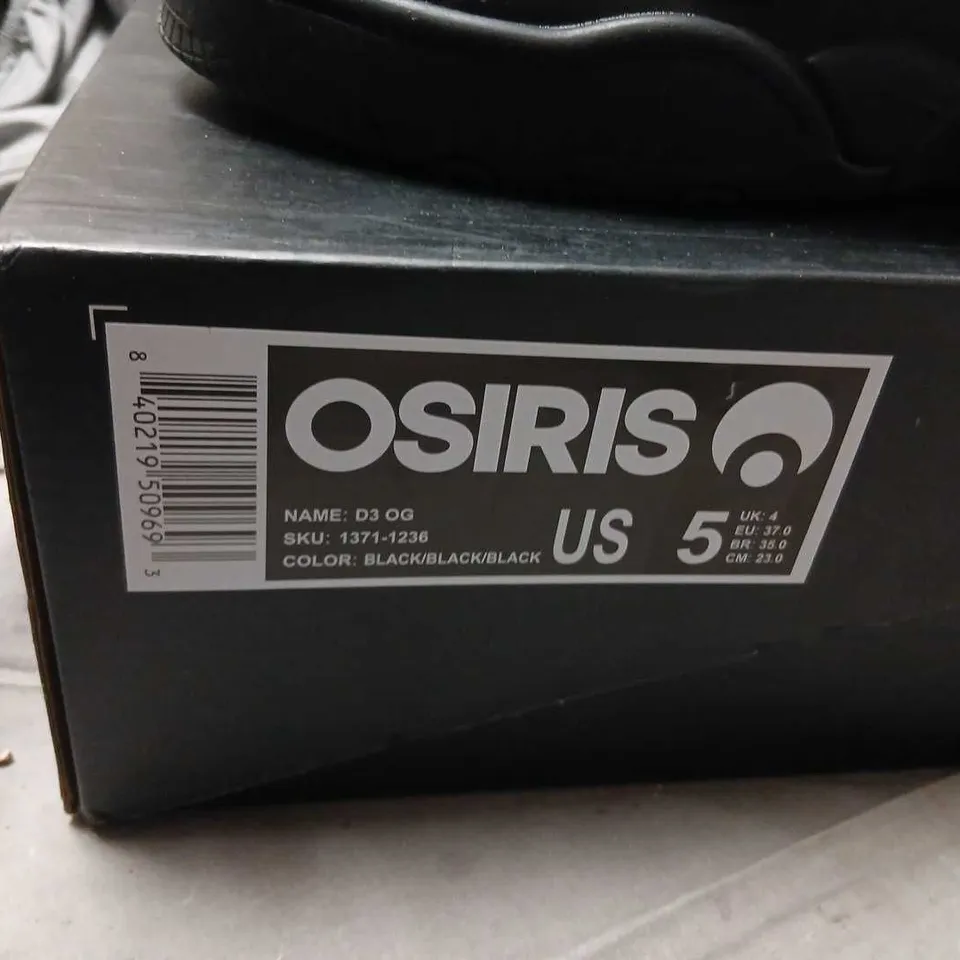 8 40219 50969 3
OSIRIS
NAME: D3 OG
SKU: 1371-1236
COLOR: BLACK/BLACK/BLACK
US 5
UK: 4
EU: 37.0
BR: 35.0
CM: 23.0